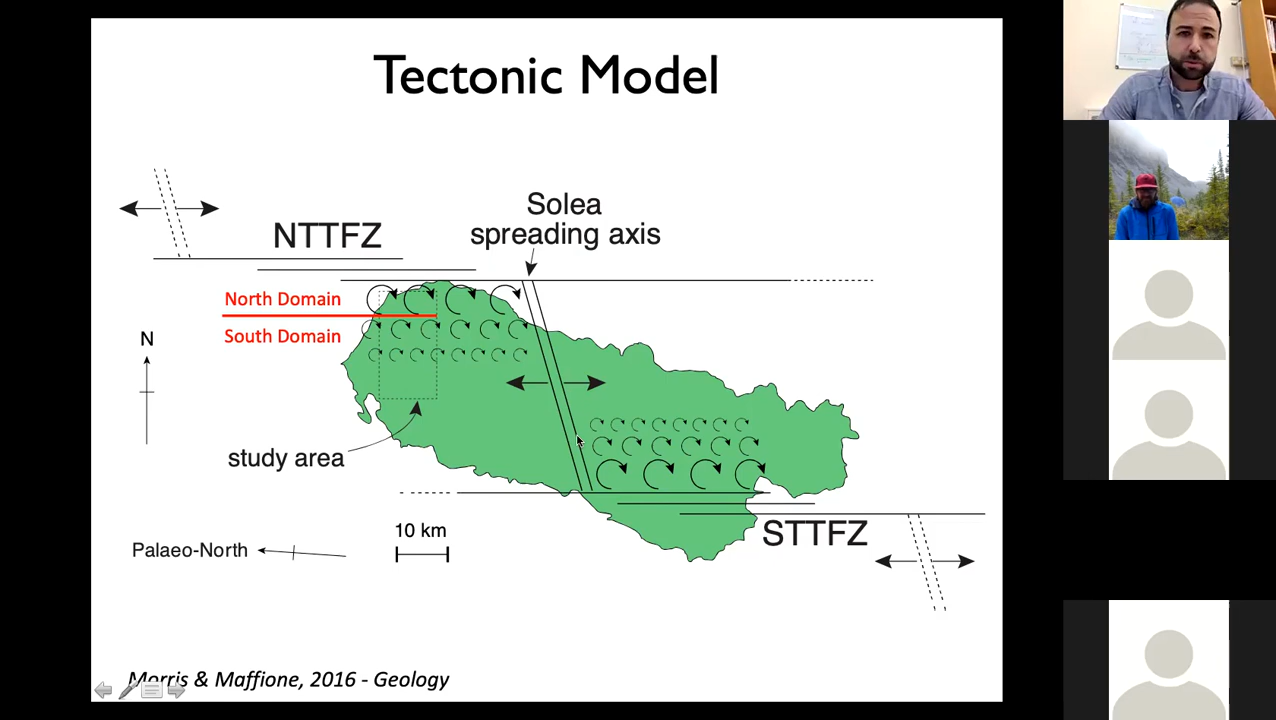 Tectonic Model
Solea
spreading axis
NTTFZ
North Domain
South Domain
N
study area
10 km
Palaeo-North
STTFZ
Morris & Maffione, 2016 - Geology